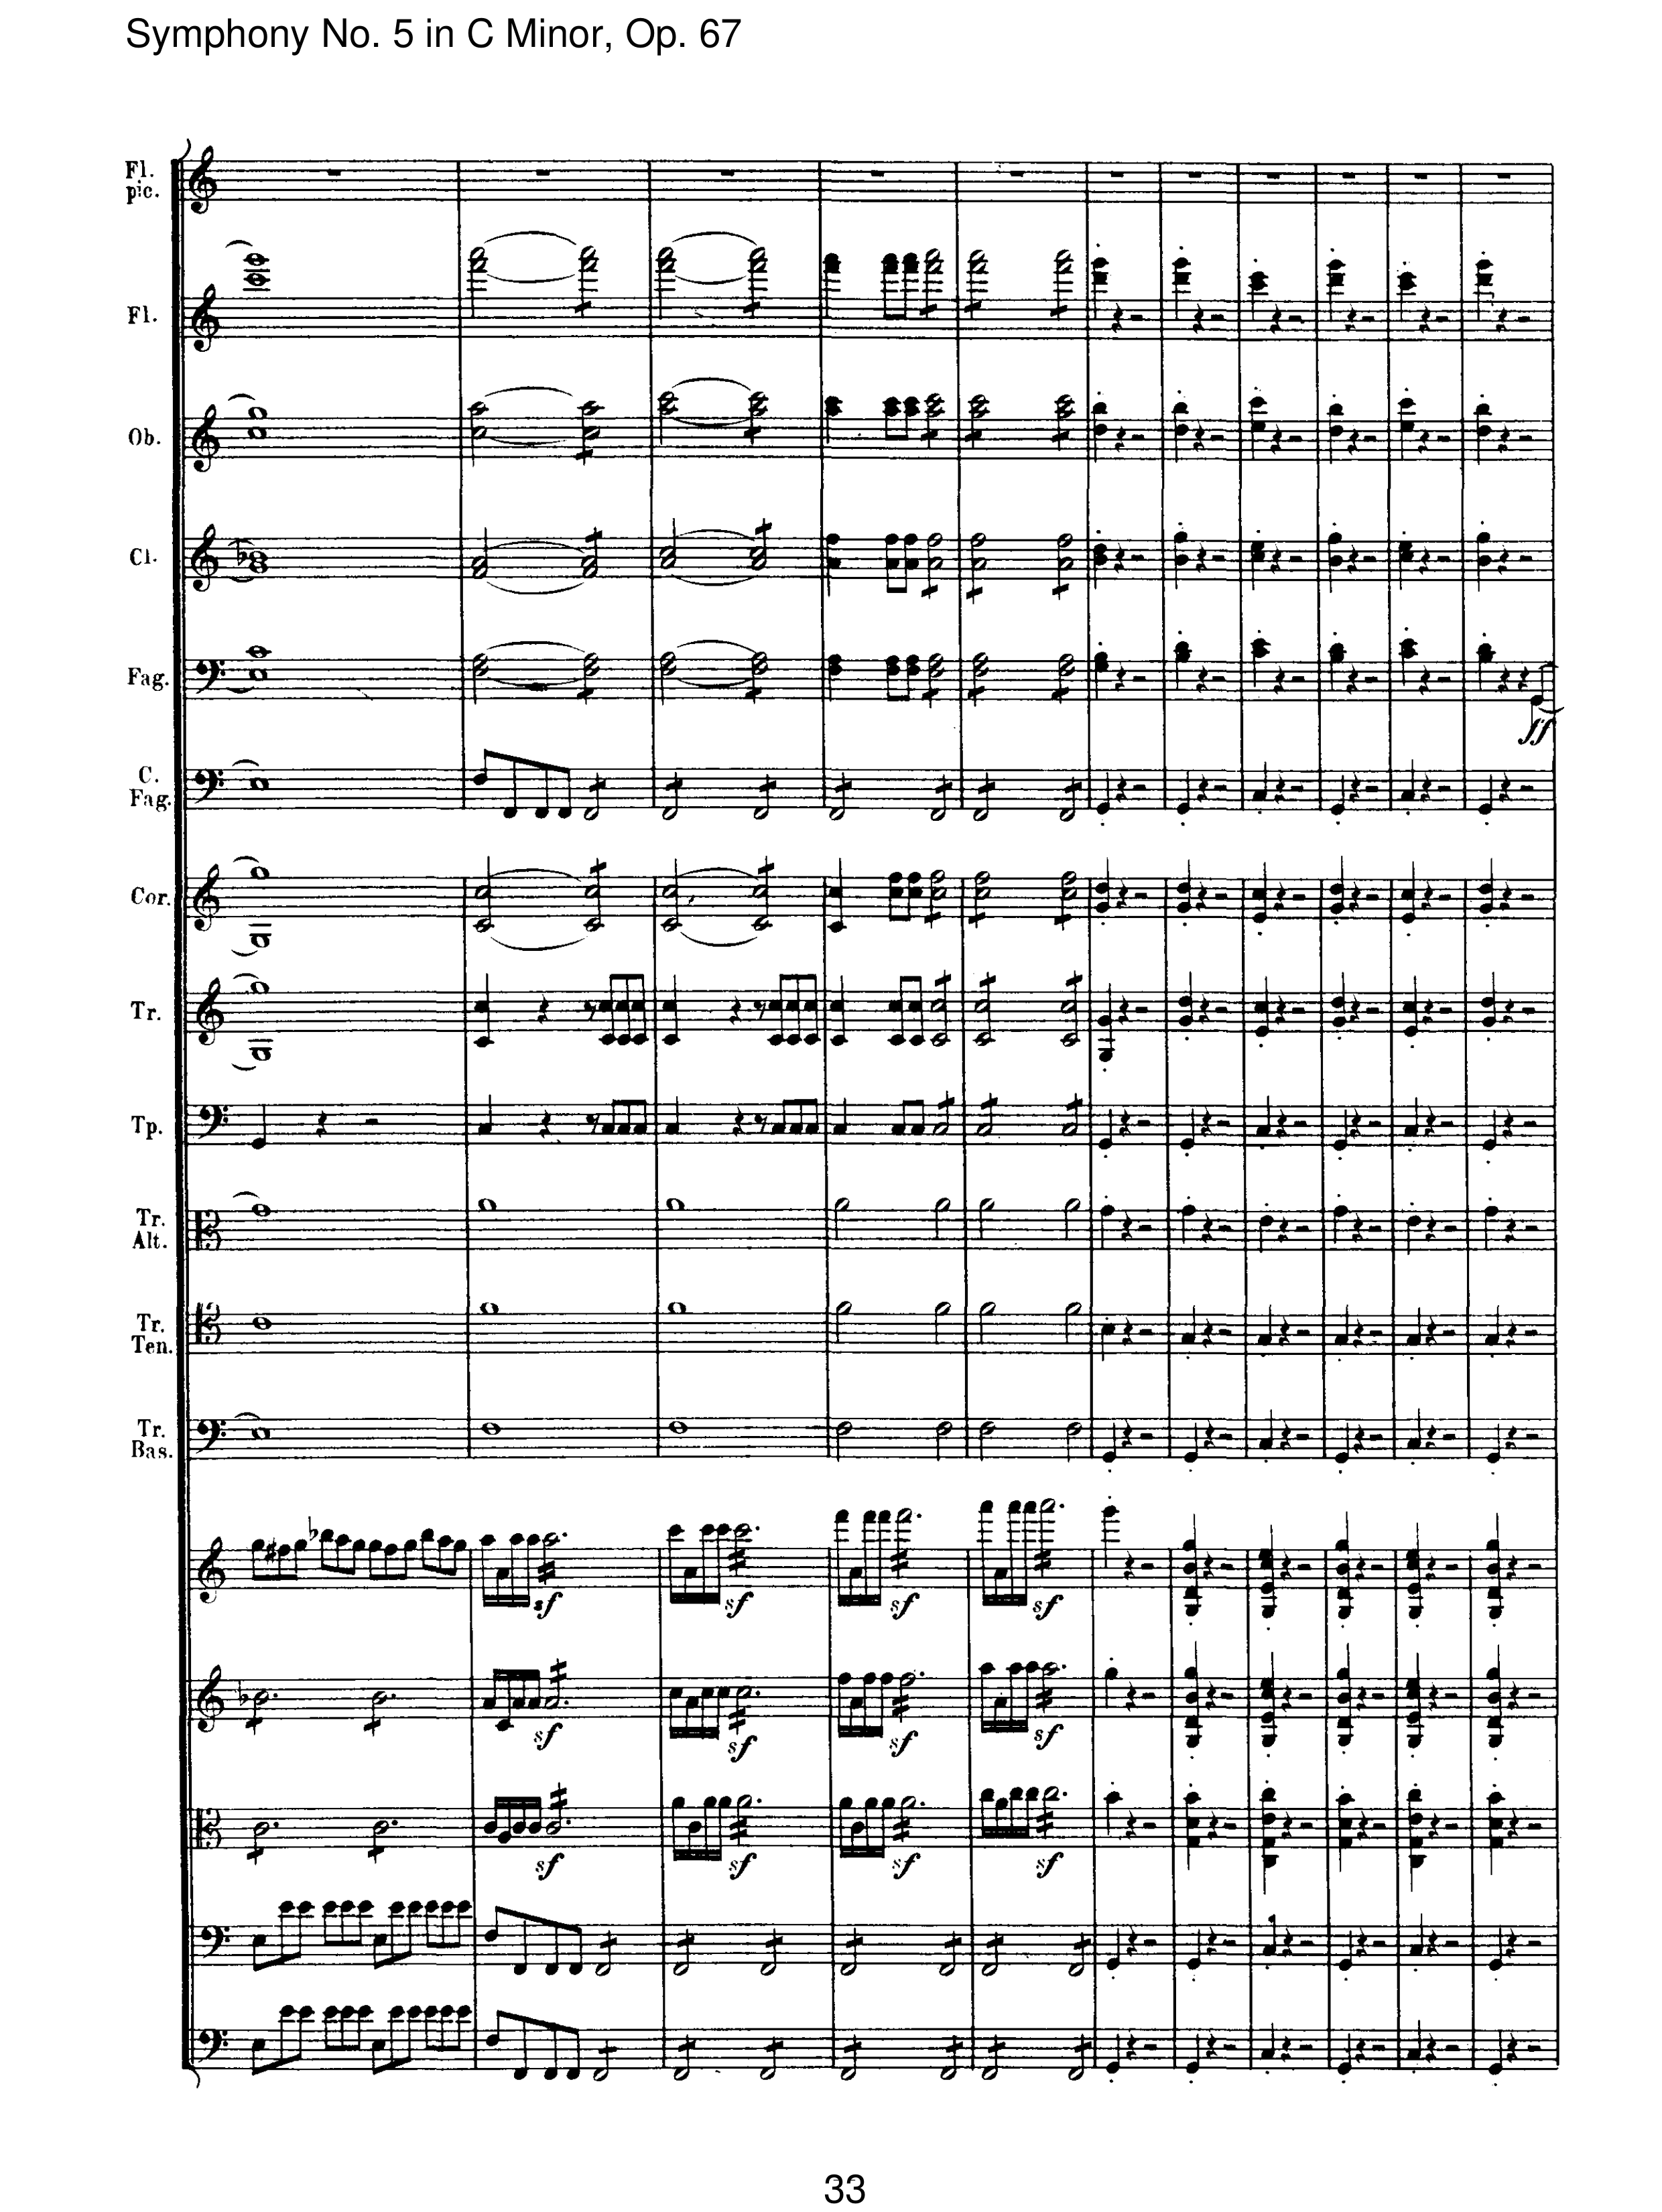 Symphony No. 5 in C Minor, Op. 67
Fl.
pic.
Fl.
Ob.
Cl.
Fag.
ff
C.
Fag.
Cor.
Tr.
Tp.
Tr.
Alt.
Tr.
Ten.
Tr.
Bas.
sf sf sf sf
sf sf sf sf
sf sf sf sf
33